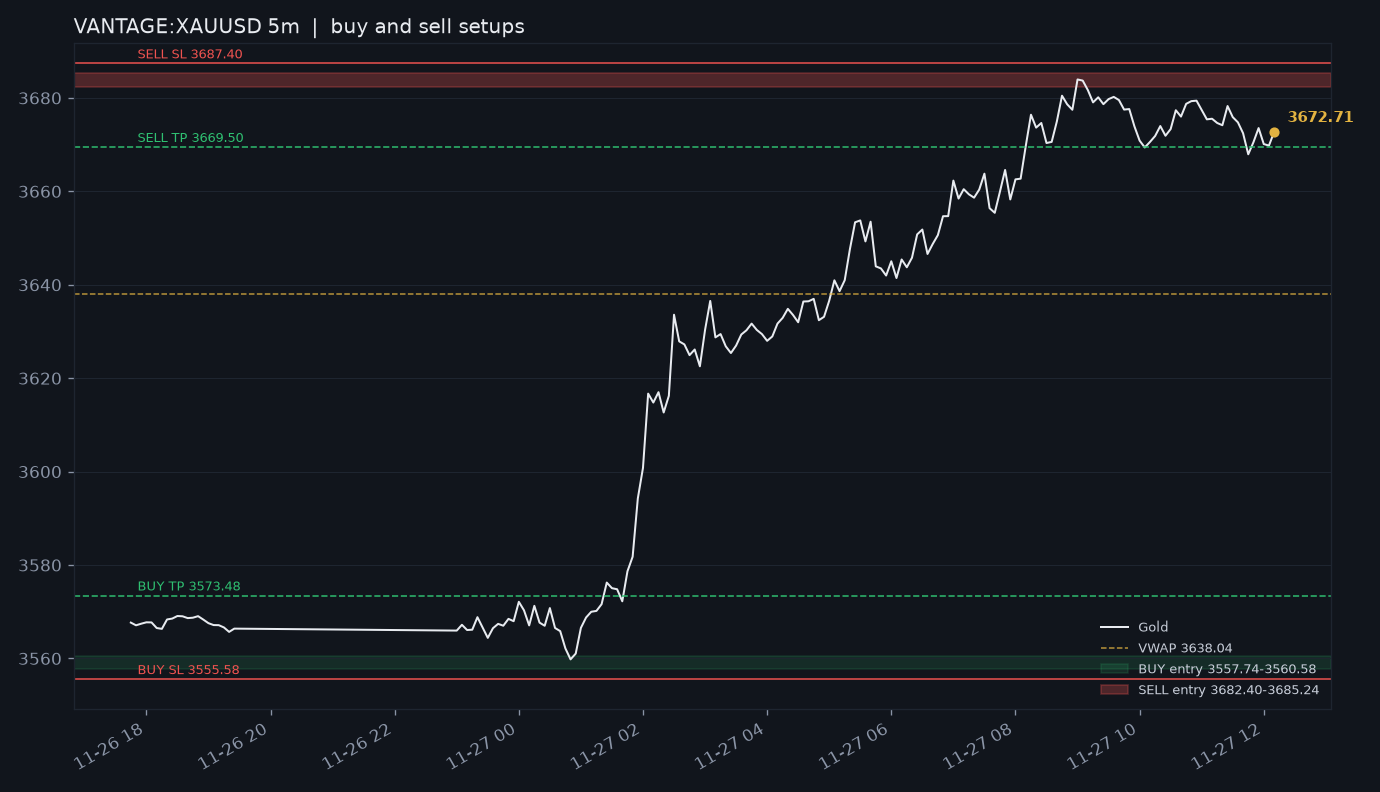 VANTAGE:XAUUSD 5m | buy and sell setups
SELL SL 3687.40
3680
3672.71
SELL TP 3669.50
3660
3640
3620
3600
3580
BUY TP 3573.48
3560
BUY SL 3555.58
Gold
VWAP 3638.04
BUY entry 3557.74-3560.58
SELL entry 3682.40-3685.24
11-26 18
11-26 20
11-26 22
11-27 00
11-27 02
11-27 04
11-27 06
11-27 08
11-27 10
11-27 12